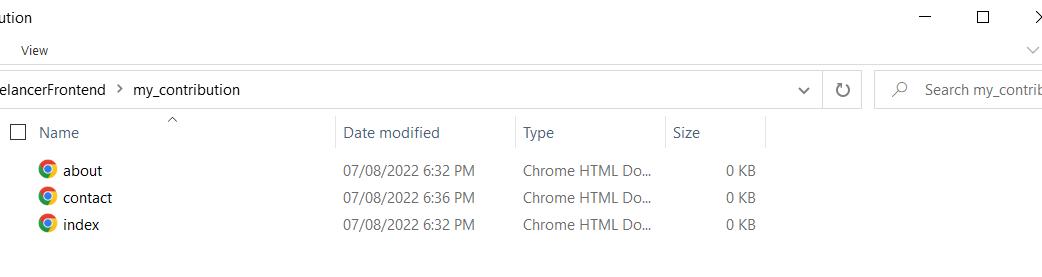 ution
View
elancerFrontend > my_contribution
Search my_contrib
Name Date modified Type Size
about 07/08/2022 6:32 PM Chrome HTML Do... 0 KB
contact 07/08/2022 6:36 PM Chrome HTML Do... 0 KB
index 07/08/2022 6:32 PM Chrome HTML Do... 0 KB